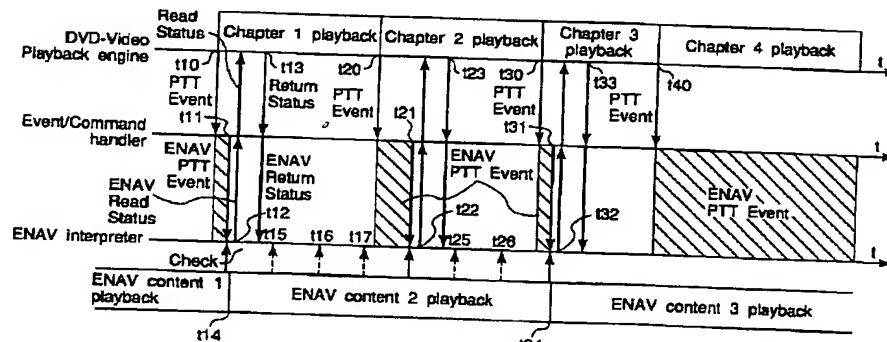 Read
Status
DVD-Video
Playback engine
t10
Chapter 1 playback
Chapter 2 playback
Chapter 3
playback
Chapter 4 playback
t
t13
t20
t23
t30
t33
t40
PTT
Event
Return
Status
PTT
Event
PTT
Event
PTT
Event
t11
t21
t31
Event/Command
handler
t
ENAV
PTT
Event
ENAV
Return
Status
ENAV
PTT Event
ENAV
PTT Event
ENAV
Read
Status
t12
t22
t32
ENAV interpreter
t15
t16
t17
t25
t26
t
Check
ENAV content 1
playback
ENAV content 2 playback
ENAV content 3 playback
t14